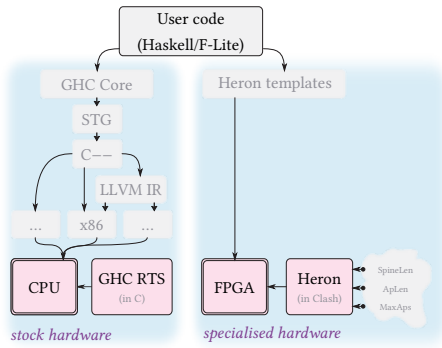 User code
(Haskell/F-Lite)
GHC Core
Heron templates
STG
C−−
LLVM IR
...
x86
...
CPU
GHC RTS
(in C)
FPGA
Heron
(in Clash)
SpineLen
ApLen
MaxAps
stock hardware
specialised hardware